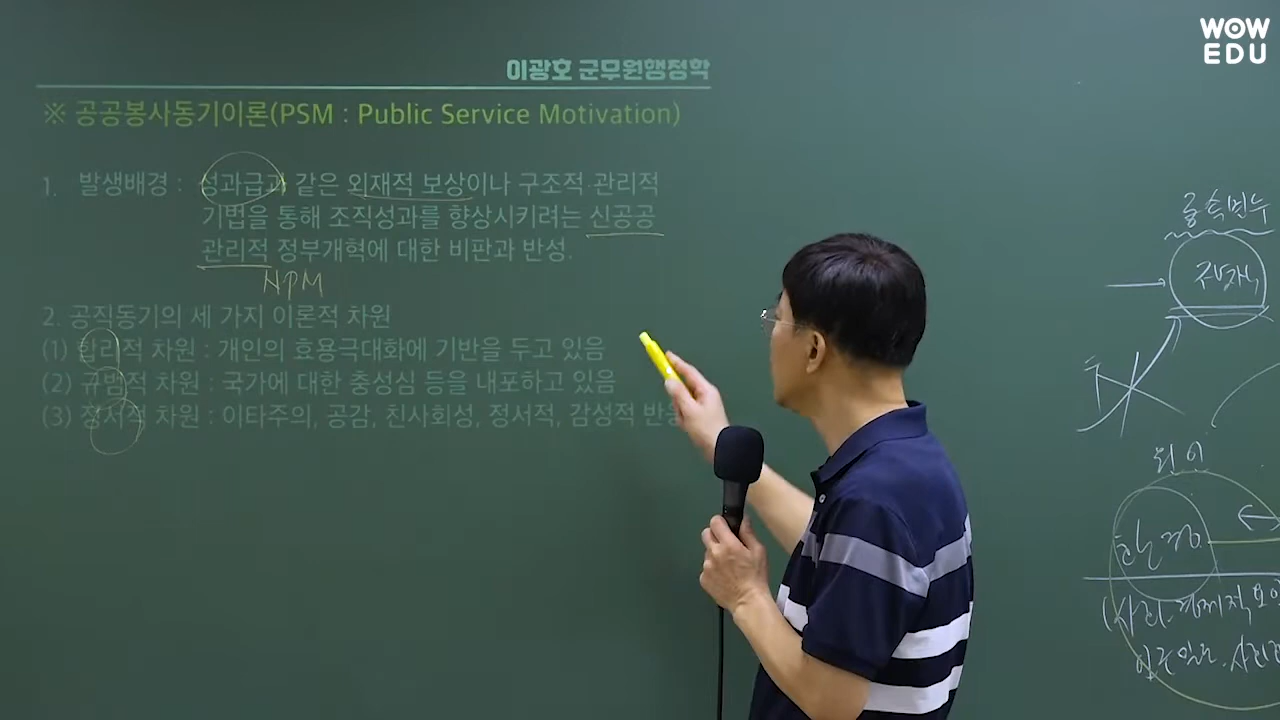 WOW
EDU
이광호 군무원행정학
※ 공공봉사동기이론(PSM : Public Service Motivation)
1. 발생배경 : 성과급과 같은 외재적 보상이나 구조적·관리적
기법을 통해 조직성과를 향상시키려는 신공공
관리적 정부개혁에 대한 비판과 반성.
NPM
2. 공직동기의 세 가지 이론적 차원
(1) 합리적 차원 : 개인의 효용극대화에 기반을 두고 있음
(2) 규범적 차원 : 국가에 대한 충성심 등을 내포하고 있음
(3) 정서적 차원 : 이타주의, 공감, 친사회성, 정서적, 감성적 반응
종속변수
환경